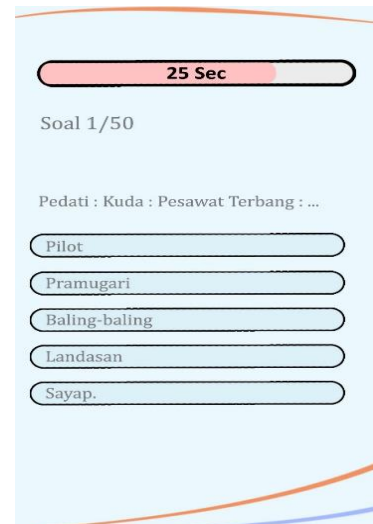 25 Sec
Soal 1/50
Pedati : Kuda : Pesawat Terbang : ...
Pilot
Pramugari
Baling-baling
Landasan
Sayap.